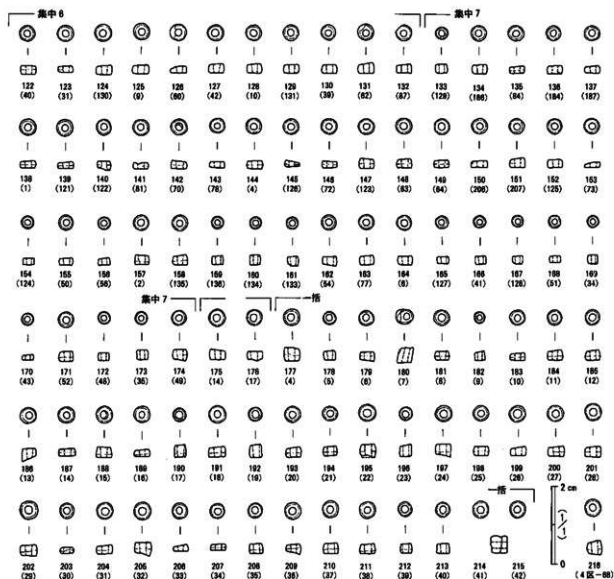 集中6 集中7
122 123 124 125 126 127 128 129 130 131 132 133 134 135 136 137
(40) (31) (130) (9) (60) (42) (10) (131) (39) (62) (87) (128) (186) (84) (184) (187)
138 139 140 141 142 143 144 145 146 147 148 149 150 151 152 153
(1) (121) (122) (81) (70) (78) (4) (126) (72) (123) (83) (84) (206) (207) (125) (73)
154 155 156 157 158 159 160 161 162 163 164 165 166 167 168 169
(124) (50) (56) (2) (135) (136) (134) (133) (54) (77) (6) (127) (41) (128) (51) (34)
集中7 一括
170 171 172 173 174 175 176 177 178 179 180 181 182 183 184 185
(43) (52) (45) (35) (49) (14) (17) (4) (5) (6) (7) (8) (9) (10) (11) (12)
186 187 188 189 190 191 192 193 194 195 196 197 198 199 200 201
(13) (14) (15) (16) (17) (18) (19) (20) (21) (22) (23) (24) (25) (26) (27) (28)
一括 2 cm
(1/1)
202 203 204 205 206 207 208 209 210 211 212 213 214 215 0 216
(29) (30) (31) (32) (33) (34) (35) (36) (37) (38) (39) (40) (41) (42)